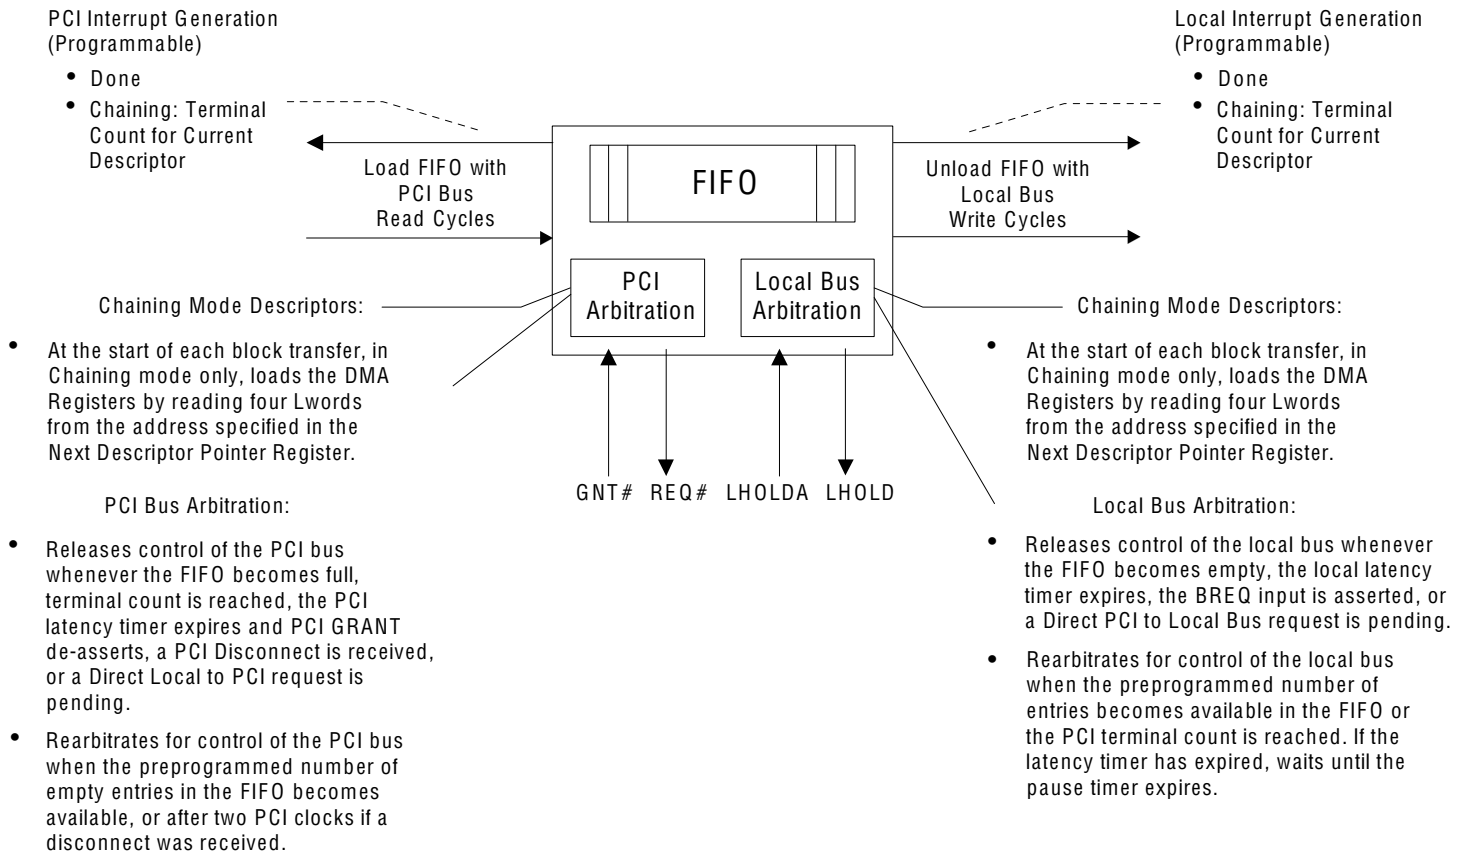 PCI Interrupt Generation
(Programmable)
• Done
• Chaining: Terminal
Count for Current
Descriptor
Load FIFO with
PCI Bus
Read Cycles
FIFO
Unload FIFO with
Local Bus
Write Cycles
Local Interrupt Generation
(Programmable)
• Done
• Chaining: Terminal
Count for Current
Descriptor
PCI
Arbitration
Local Bus
Arbitration
GNT# REQ# LHOLDA LHOLD
Chaining Mode Descriptors:
• At the start of each block transfer, in
Chaining mode only, loads the DMA
Registers by reading four Lwords
from the address specified in the
Next Descriptor Pointer Register.
PCI Bus Arbitration:
• Releases control of the PCI bus
whenever the FIFO becomes full,
terminal count is reached, the PCI
latency timer expires and PCI GRANT
de-asserts, a PCI Disconnect is received,
or a Direct Local to PCI request is
pending.
• Rearbitrates for control of the PCI bus
when the preprogrammed number of
empty entries in the FIFO becomes
available, or after two PCI clocks if a
disconnect was received.
Chaining Mode Descriptors:
• At the start of each block transfer, in
Chaining mode only, loads the DMA
Registers by reading four Lwords
from the address specified in the
Next Descriptor Pointer Register.
Local Bus Arbitration:
• Releases control of the local bus whenever
the FIFO becomes empty, the local latency
timer expires, the BREQ input is asserted, or
a Direct PCI to Local Bus request is pending.
• Rearbitrates for control of the local bus
when the preprogrammed number of
entries becomes available in the FIFO or
the PCI terminal count is reached. If the
latency timer has expired, waits until the
pause timer expires.